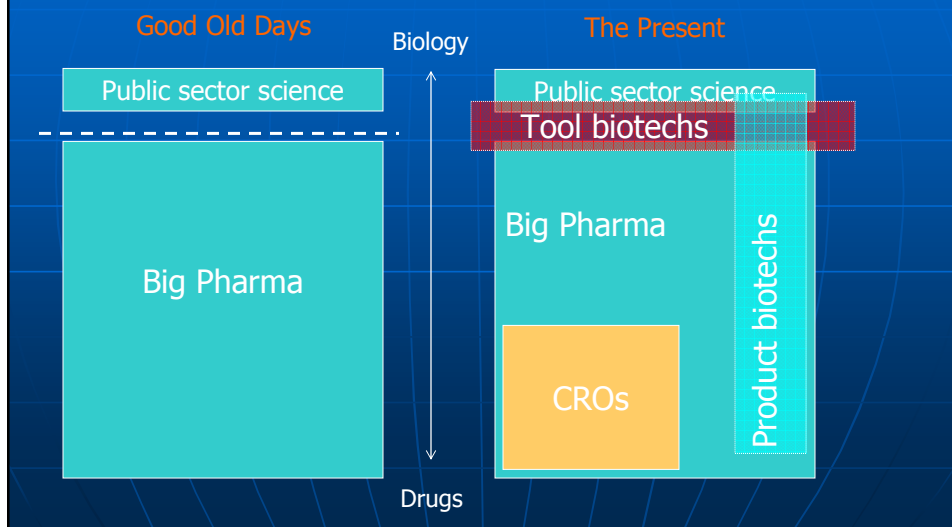 Good Old Days
Biology
The Present
Public sector science
Public sector science
Tool biotechs
Big Pharma
Big Pharma
Product biotechs
CROs
Drugs